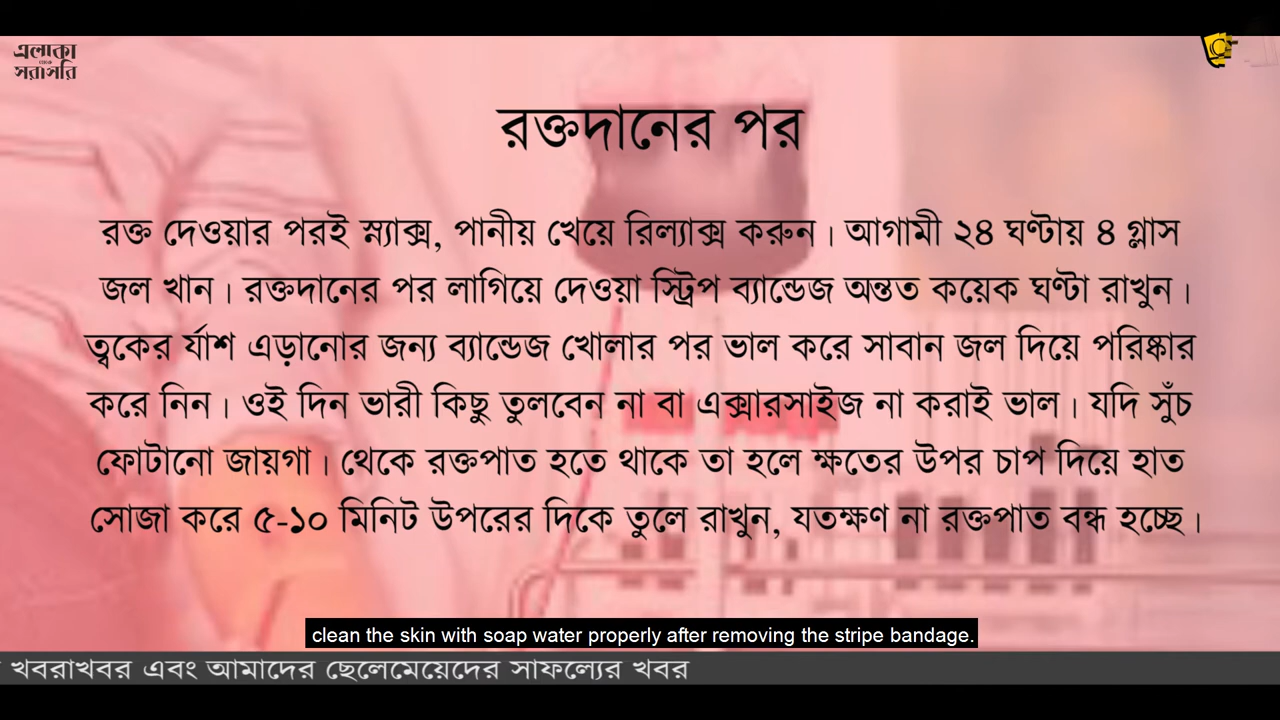 এলাকা
থেকে
সরাসরি
রক্তদানের পর
রক্ত দেওয়ার পরই স্ন্যাক্স, পানীয় খেয়ে রিল্যাক্স করুন। আগামী ২৪ ঘণ্টায় ৪ গ্লাস
জল খান। রক্তদানের পর লাগিয়ে দেওয়া স্ট্রিপ ব্যান্ডেজ অন্তত কয়েক ঘণ্টা রাখুন।
ত্বকের র্যাশ এড়ানোর জন্য ব্যান্ডেজ খোলার পর ভাল করে সাবান জল দিয়ে পরিষ্কার
করে নিন। ওই দিন ভারী কিছু তুলবেন না বা এক্সারসাইজ না করাই ভাল। যদি সুঁচ
ফোটানো জায়গা। থেকে রক্তপাত হতে থাকে তা হলে ক্ষতের উপর চাপ দিয়ে হাত
সোজা করে ৫-১০ মিনিট উপরের দিকে তুলে রাখুন, যতক্ষণ না রক্তপাত বন্ধ হচ্ছে।
clean the skin with soap water properly after removing the stripe bandage.
খবরাখবর এবং আমাদের ছেলেমেয়েদের সাফল্যের খবর